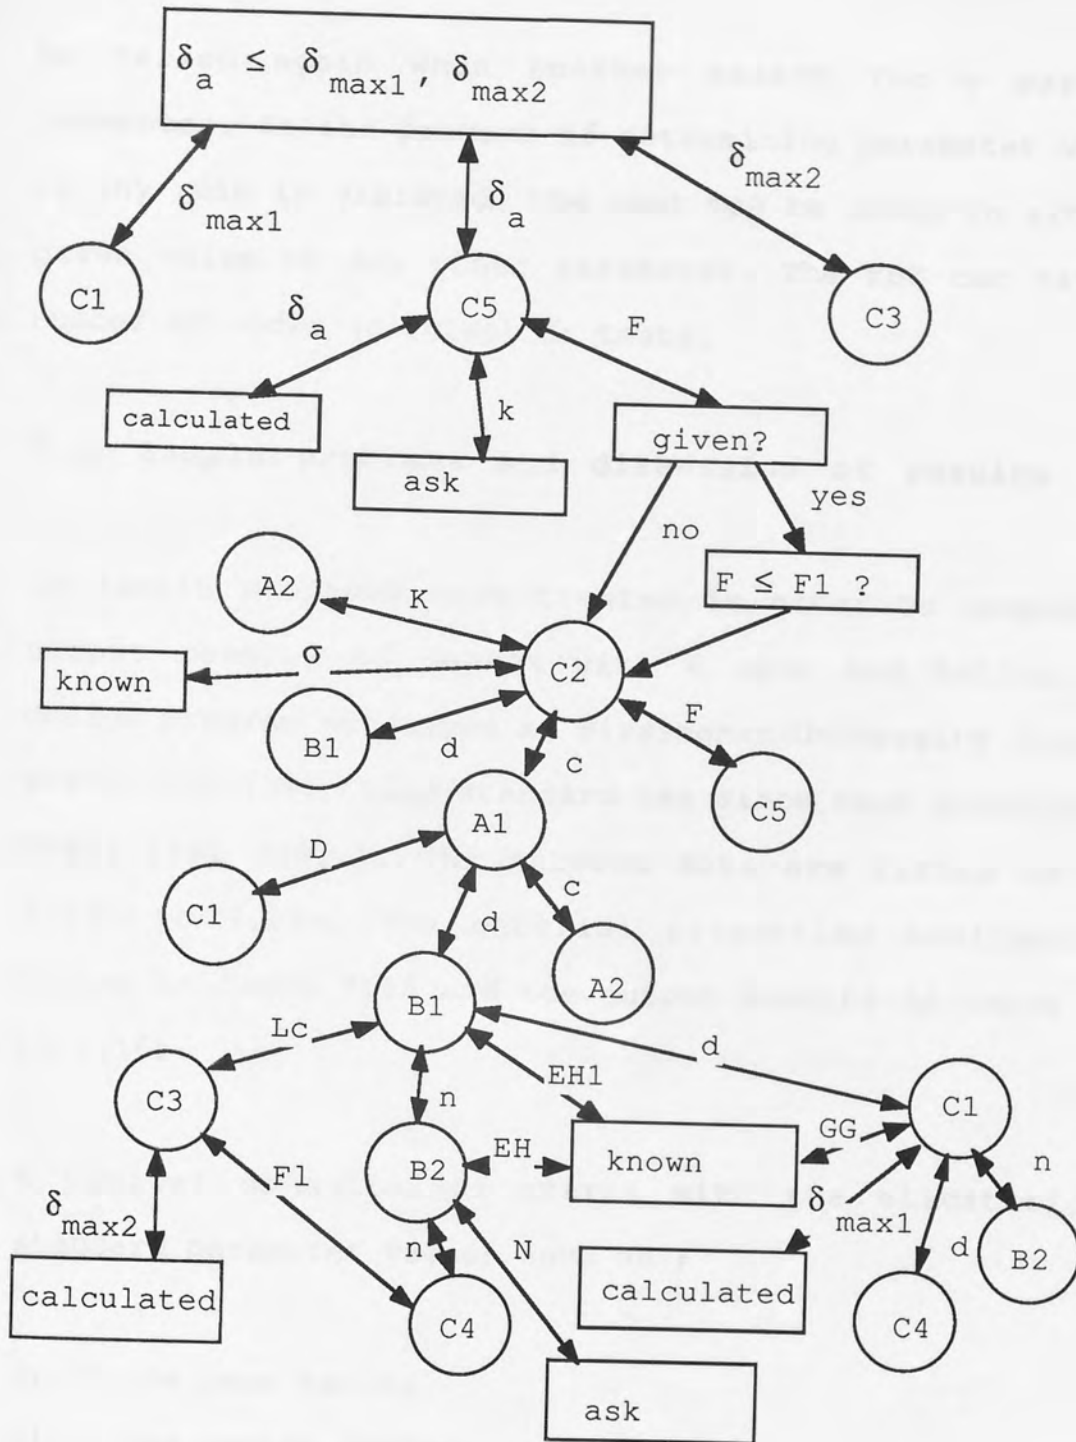 δa ≤ δmax1, δmax2
δmax1
δa
δmax2
C1
C5
C3
δa
F
calculated
k
given?
ask
yes
no
A2
K
F ≤ F1 ?
σ
known
C2
B1
d
F
c
A1
C5
D
c
C1
d
A2
B1
Lc
d
EH1
C3
n
C1
GG
B2
EH
known
n
F1
δmax2
δmax1
N
n
d
B2
calculated
calculated
C4
C4
ask